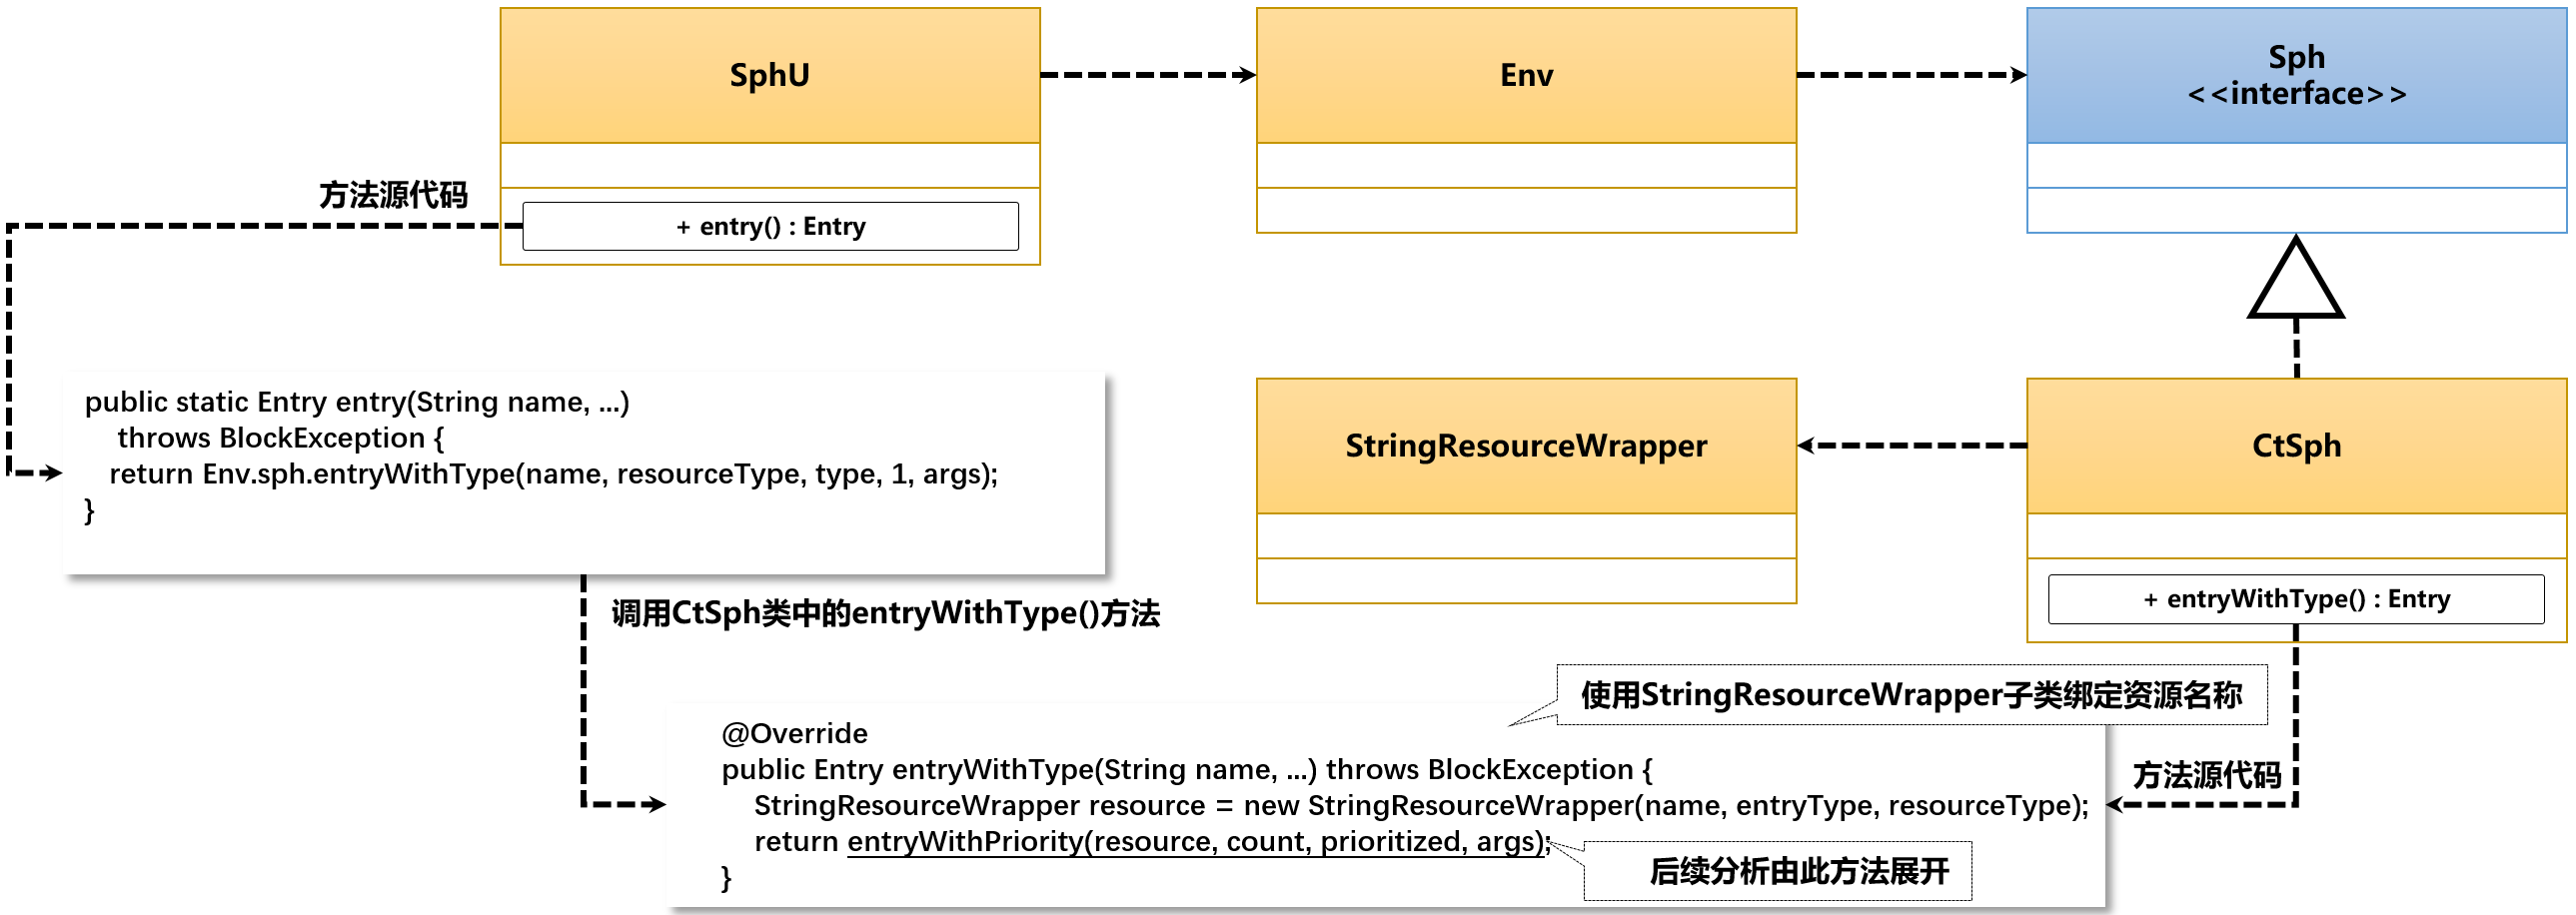 SphU
Env
Sph
<<interface>>
方法源代码
+ entry() : Entry
public static Entry entry(String name, ...)
throws BlockException {
return Env.sph.entryWithType(name, resourceType, type, 1, args);
}
StringResourceWrapper
CtSph
+ entryWithType() : Entry
调用CtSph类中的entryWithType()方法
使用StringResourceWrapper子类绑定资源名称
@Override
public Entry entryWithType(String name, ...) throws BlockException {
StringResourceWrapper resource = new StringResourceWrapper(name, entryType, resourceType);
return entryWithPriority(resource, count, prioritized, args);
}
方法源代码
后续分析由此方法展开